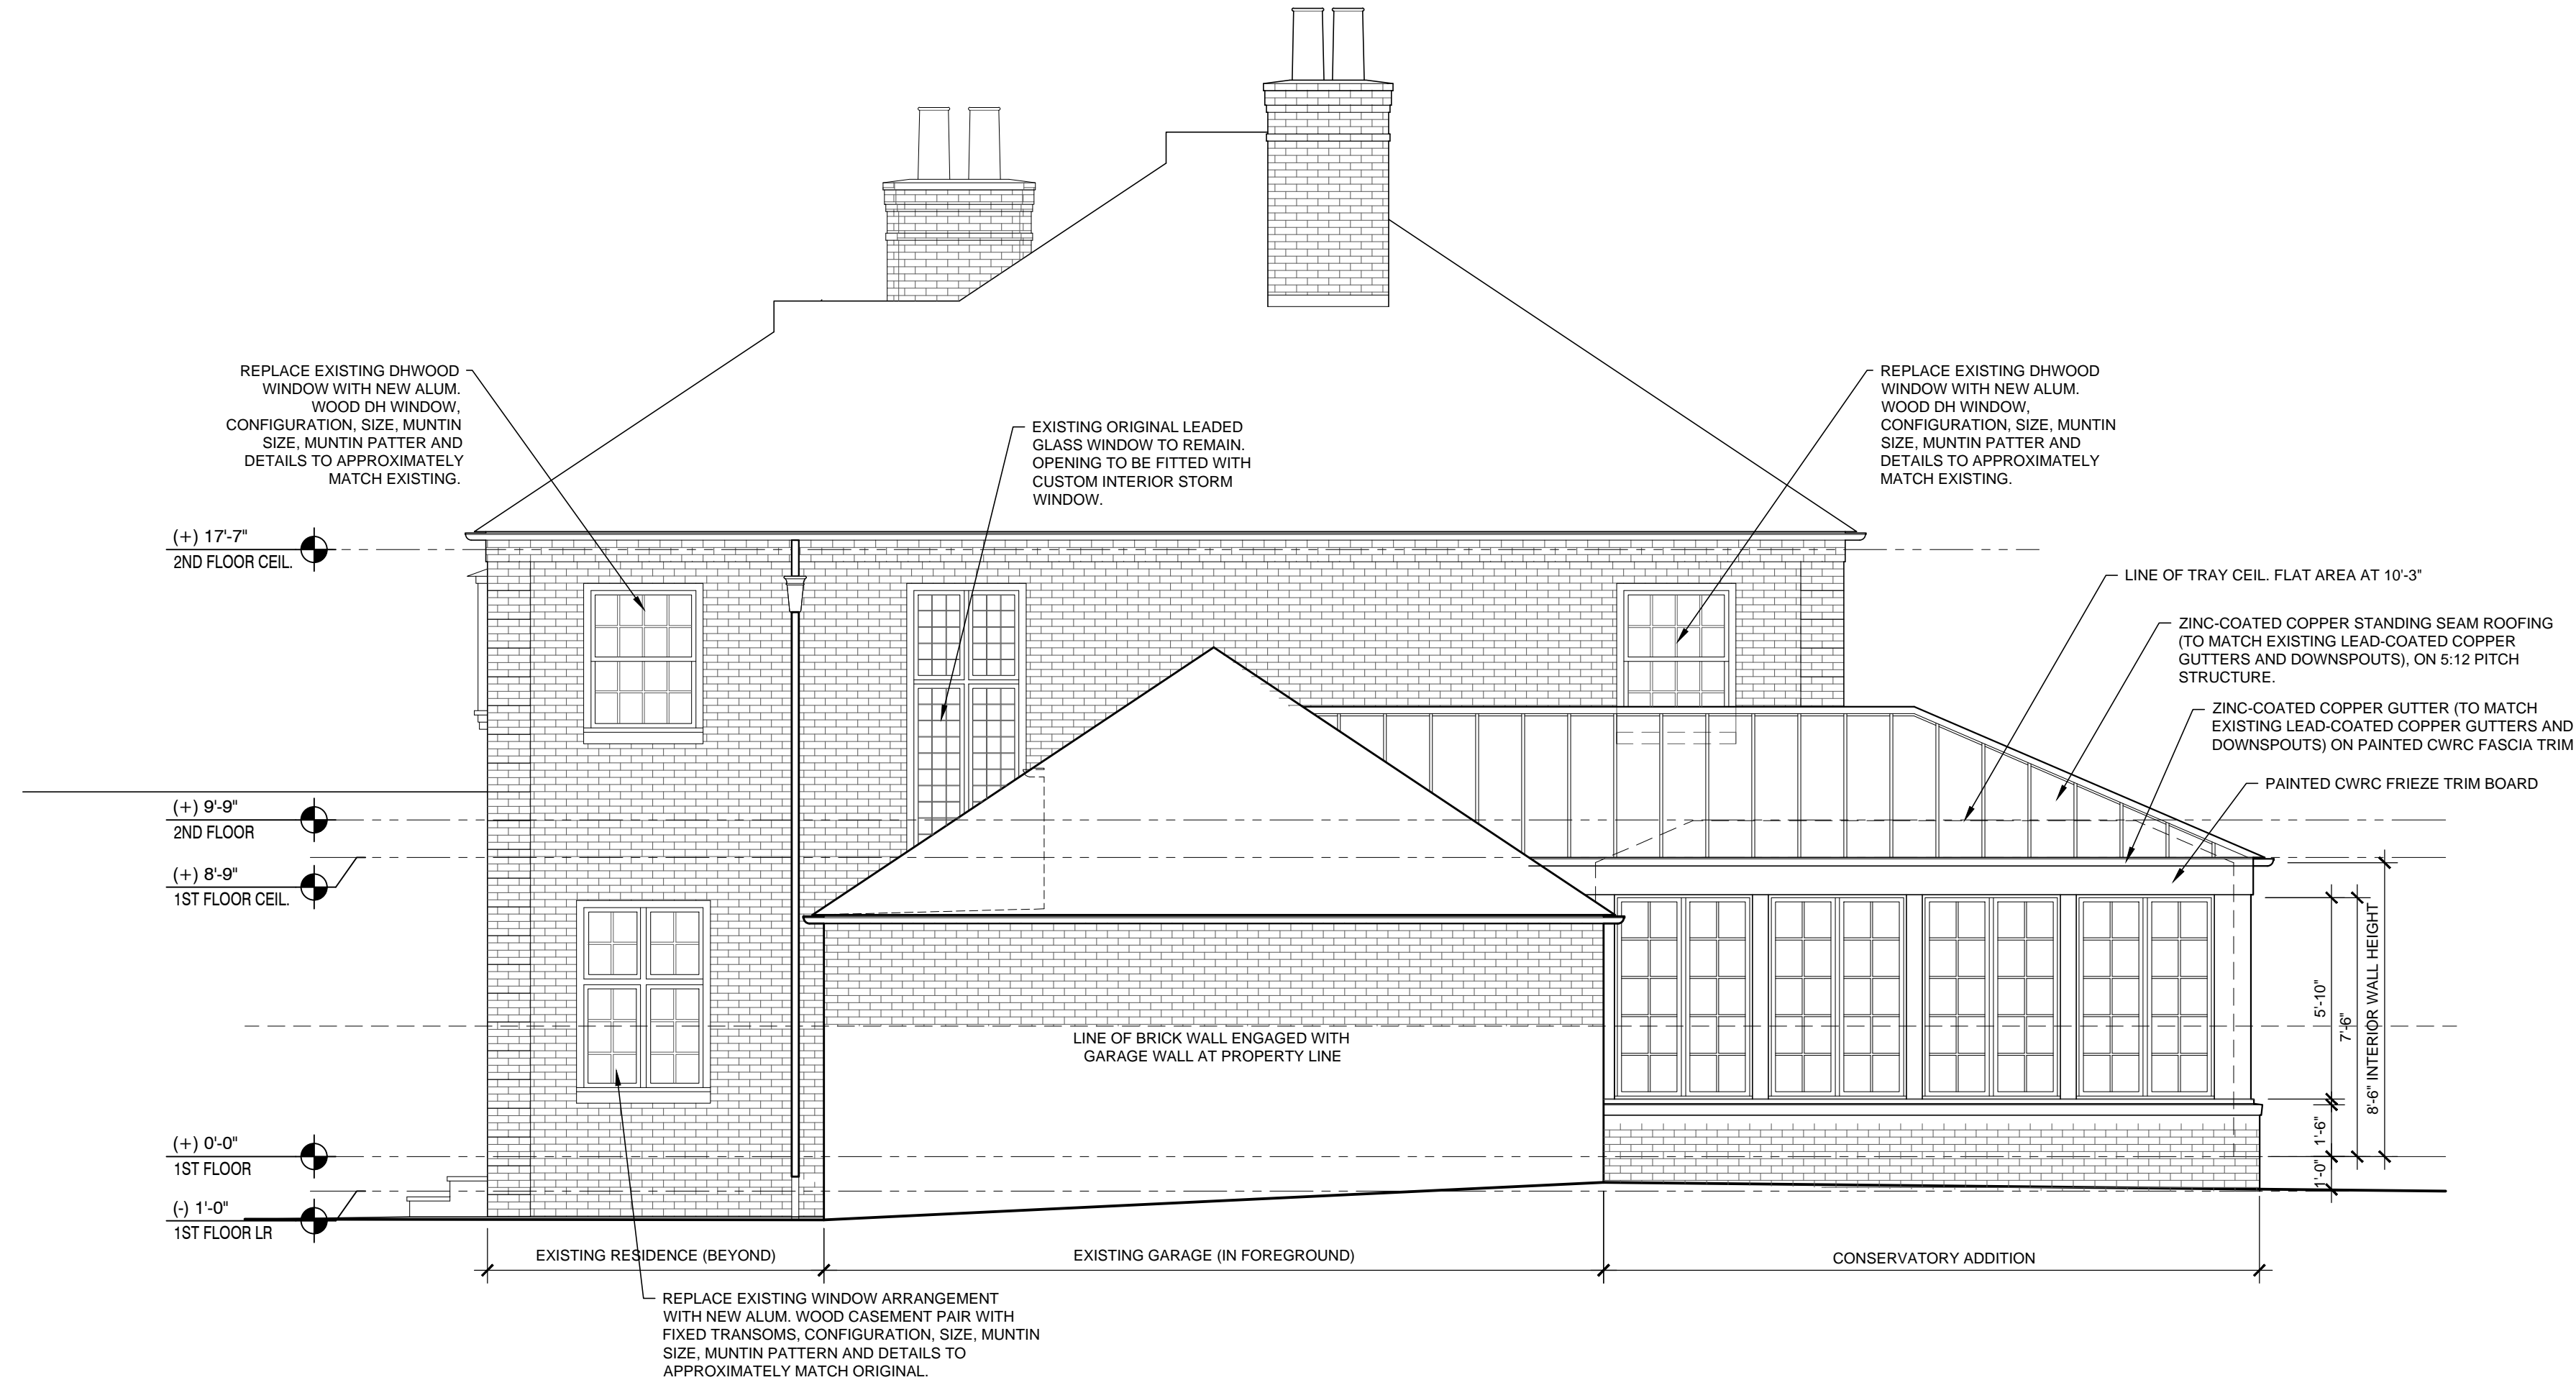 REPLACE EXISTING DHWOOD
WINDOW WITH NEW ALUM.
WOOD DH WINDOW,
CONFIGURATION, SIZE, MUNTIN
SIZE, MUNTIN PATTER AND
DETAILS TO APPROXIMATELY
MATCH EXISTING.
EXISTING ORIGINAL LEADED
GLASS WINDOW TO REMAIN.
OPENING TO BE FITTED WITH
CUSTOM INTERIOR STORM
WINDOW.
REPLACE EXISTING DHWOOD
WINDOW WITH NEW ALUM.
WOOD DH WINDOW,
CONFIGURATION, SIZE, MUNTIN
SIZE, MUNTIN PATTER AND
DETAILS TO APPROXIMATELY
MATCH EXISTING.
(+) 17'-7"
2ND FLOOR CEIL.
LINE OF TRAY CEIL. FLAT AREA AT 10'-3"
ZINC-COATED COPPER STANDING SEAM ROOFING
(TO MATCH EXISTING LEAD-COATED COPPER
GUTTERS AND DOWNSPOUTS), ON 5:12 PITCH
STRUCTURE.
ZINC-COATED COPPER GUTTER (TO MATCH
EXISTING LEAD-COATED COPPER GUTTERS AND
DOWNSPOUTS) ON PAINTED CWRC FASCIA TRIM
PAINTED CWRC FRIEZE TRIM BOARD
(+) 9'-9"
2ND FLOOR
(+) 8'-9"
1ST FLOOR CEIL.
LINE OF BRICK WALL ENGAGED WITH
GARAGE WALL AT PROPERTY LINE
5'-10"
7'-6"
8'-6" INTERIOR WALL HEIGHT
1'-6"
1'-0"
(+) 0'-0"
1ST FLOOR
(-) 1'-0"
1ST FLOOR LR
EXISTING RESIDENCE (BEYOND)
EXISTING GARAGE (IN FOREGROUND)
CONSERVATORY ADDITION
REPLACE EXISTING WINDOW ARRANGEMENT
WITH NEW ALUM. WOOD CASEMENT PAIR WITH
FIXED TRANSOMS, CONFIGURATION, SIZE, MUNTIN
SIZE, MUNTIN PATTERN AND DETAILS TO
APPROXIMATELY MATCH ORIGINAL.